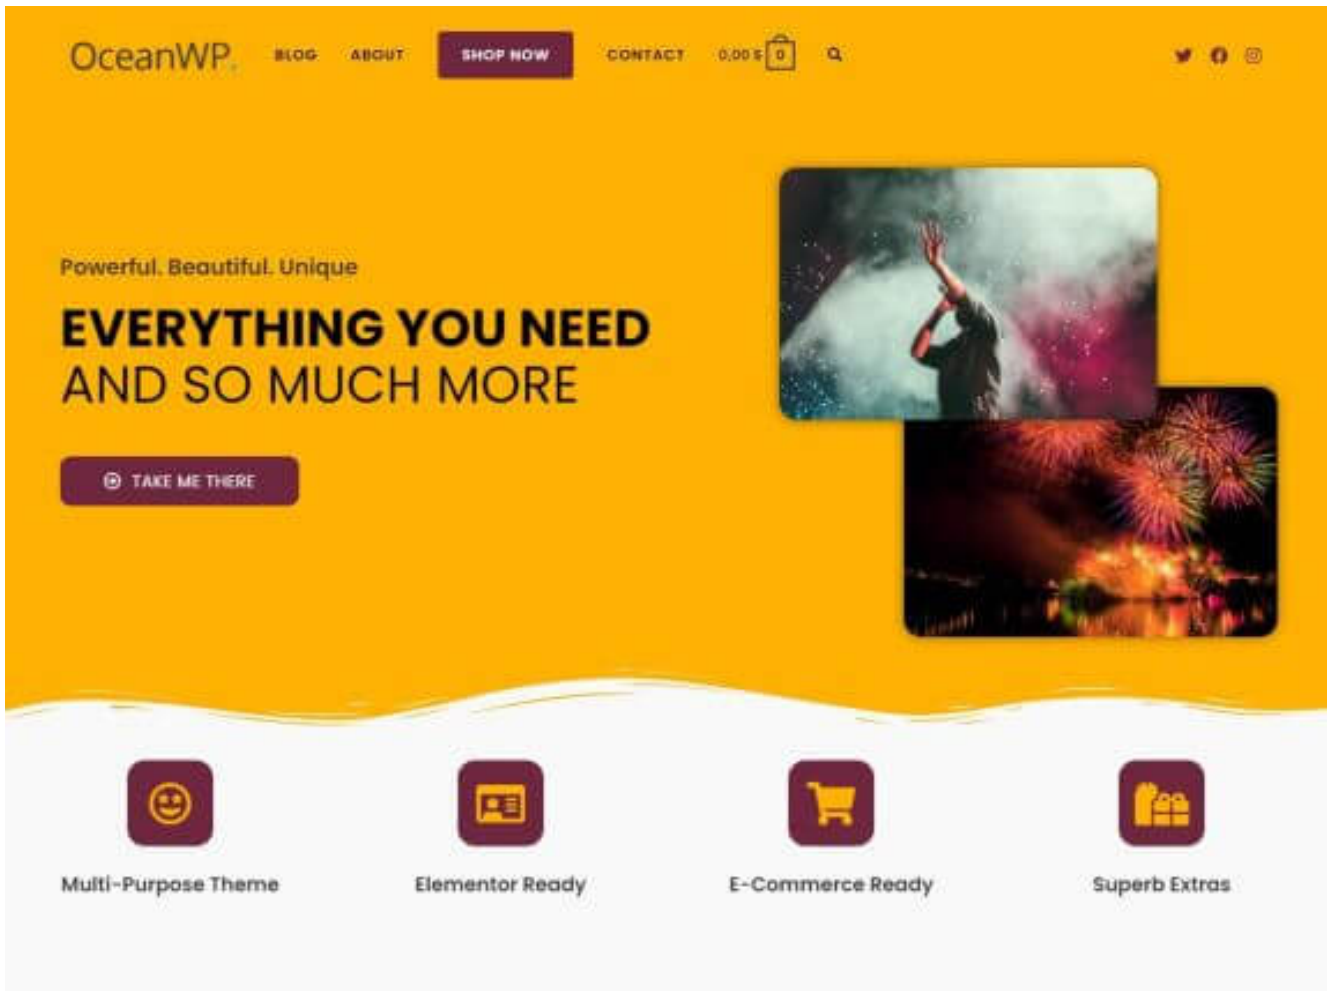 OceanWP.
BLOG ABOUT SHOP NOW CONTACT 0,00 $ 0
Powerful. Beautiful. Unique
EVERYTHING YOU NEED
AND SO MUCH MORE
TAKE ME THERE
Multi-Purpose Theme Elementor Ready E-Commerce Ready Superb Extras